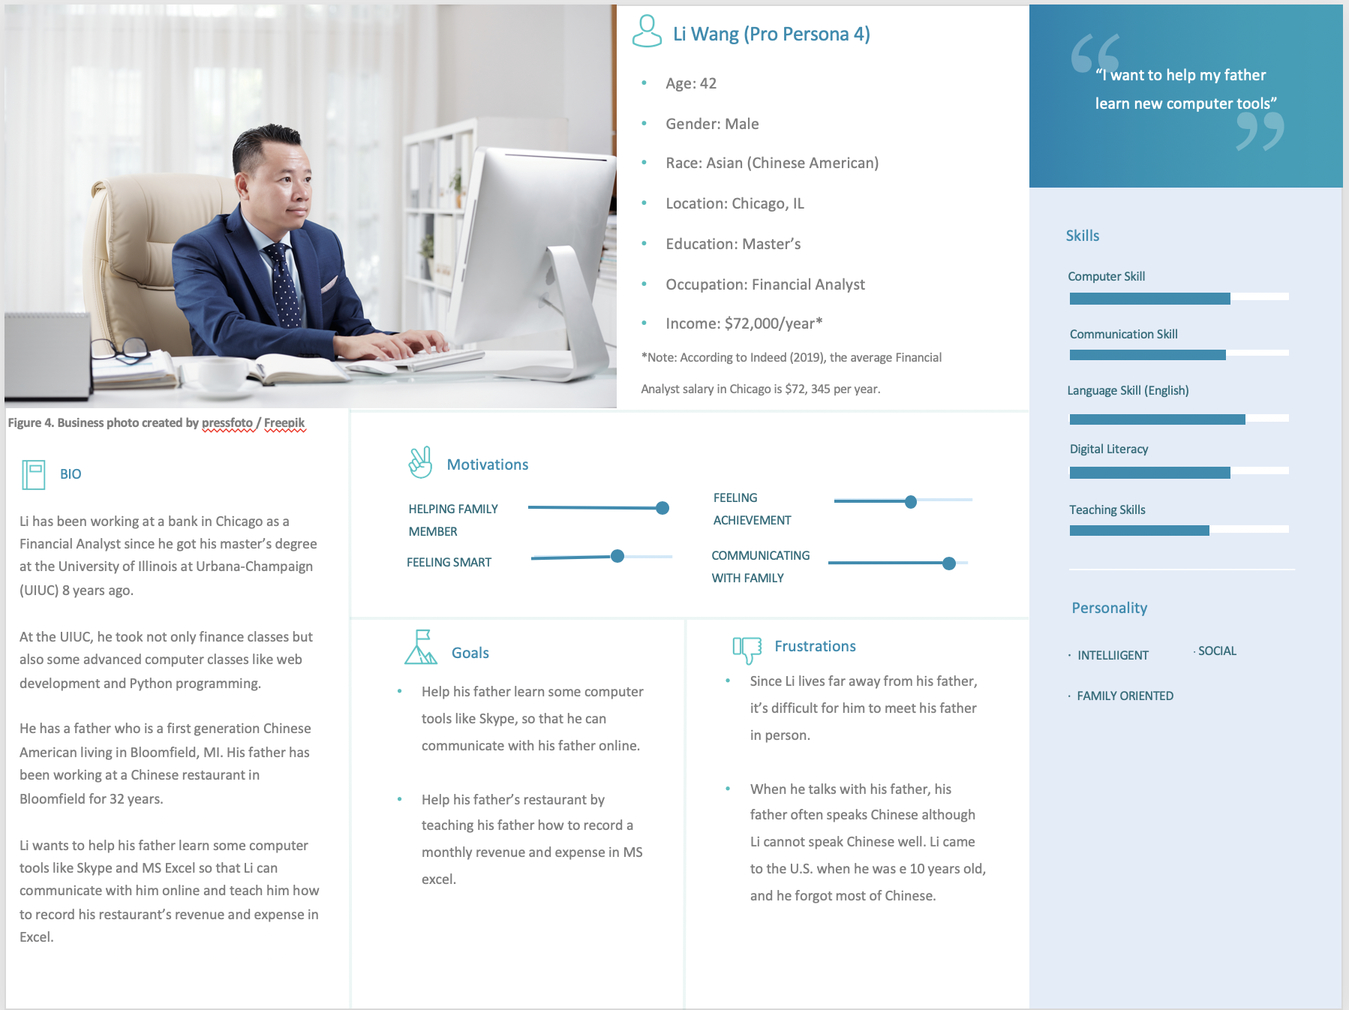 Li Wang (Pro Persona 4)
• Age: 42
• Gender: Male
• Race: Asian (Chinese American)
• Location: Chicago, IL
• Education: Master’s
• Occupation: Financial Analyst
• Income: $72,000/year*
*Note: According to Indeed (2019), the average Financial
Analyst salary in Chicago is $72, 345 per year.
“I want to help my father
learn new computer tools”
Skills
Computer Skill
Communication Skill
Language Skill (English)
Digital Literacy
Teaching Skills
Personality
· INTELLIIGENT
· SOCIAL
· FAMILY ORIENTED
Figure 4. Business photo created by pressfoto / Freepik
BIO
Li has been working at a bank in Chicago as a
Financial Analyst since he got his master’s degree
at the University of Illinois at Urbana-Champaign
(UIUC) 8 years ago.
At the UIUC, he took not only finance classes but
also some advanced computer classes like web
development and Python programming.
He has a father who is a first generation Chinese
American living in Bloomfield, MI. His father has
been working at a Chinese restaurant in
Bloomfield for 32 years.
Li wants to help his father learn some computer
tools like Skype and MS Excel so that Li can
communicate with him online and teach him how
to record his restaurant’s revenue and expense in
Excel.
Motivations
HELPING FAMILY
MEMBER
FEELING SMART
FEELING
ACHIEVEMENT
COMMUNICATING
WITH FAMILY
Goals
• Help his father learn some computer
tools like Skype, so that he can
communicate with his father online.
• Help his father’s restaurant by
teaching his father how to record a
monthly revenue and expense in MS
excel.
Frustrations
• Since Li lives far away from his father,
it’s difficult for him to meet his father
in person.
• When he talks with his father, his
father often speaks Chinese although
Li cannot speak Chinese well. Li came
to the U.S. when he was e 10 years old,
and he forgot most of Chinese.